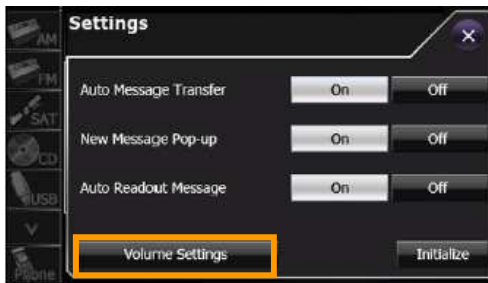 Settings
AM
FM
SAT
CD
USB
Phone
Auto Message Transfer On Off
New Message Pop-up On Off
Auto Readout Message On Off
Volume Settings Initialize